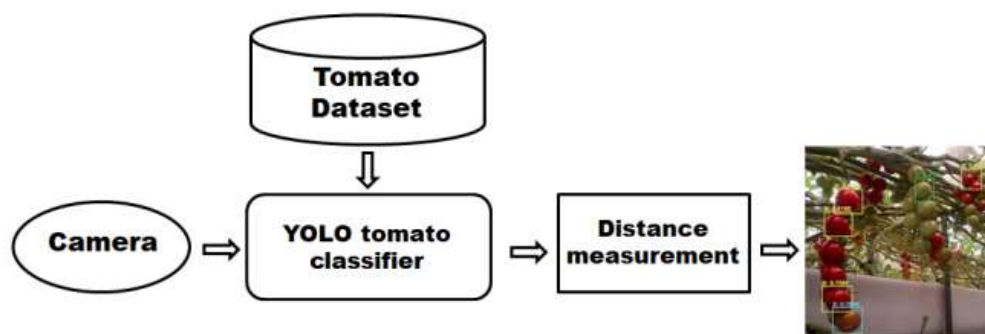 Tomato
Dataset
Camera
YOLO tomato
classifier
Distance
measurement